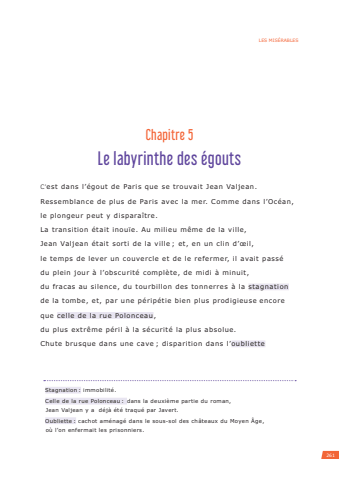 LES MISÉRABLES
Chapitre 5
Le labyrinthe des égouts
C'est dans l'égout de Paris que se trouvait Jean Valjean.
Ressemblance de plus de Paris avec la mer. Comme dans l'Océan,
le plongeur peut y disparaître.
La transition était inouïe. Au milieu même de la ville,
Jean Valjean était sorti de la ville ; et, en un clin d'œil,
le temps de lever un couvercle et de le refermer, il avait passé
du plein jour à l'obscurité complète, de midi à minuit,
du fracas au silence, du tourbillon des tonnerres à la stagnation
de la tombe, et, par une péripétie bien plus prodigieuse encore
que celle de la rue Polonceau,
du plus extrême péril à la sécurité la plus absolue.
Chute brusque dans une cave ; disparition dans l'oubliette
Stagnation : immobilité.
Celle de la rue Polonceau : dans la deuxième partie du roman,
Jean Valjean y a déjà été traqué par Javert.
Oubliette : cachot aménagé dans le sous-sol des châteaux du Moyen Âge,
où l'on enfermait les prisonniers.